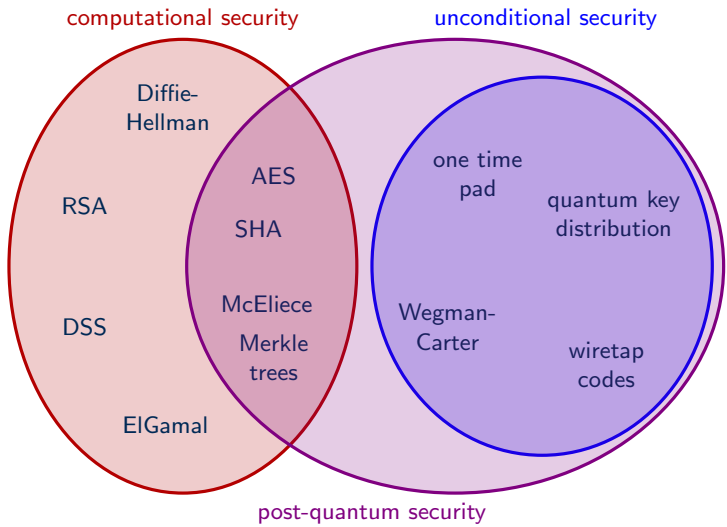 computational security
unconditional security
Diffie-
Hellman
RSA
DSS
ElGamal
AES
SHA
McEliece
Merkle
trees
one time
pad
quantum key
distribution
Wegman-
Carter
wiretap
codes
post-quantum security